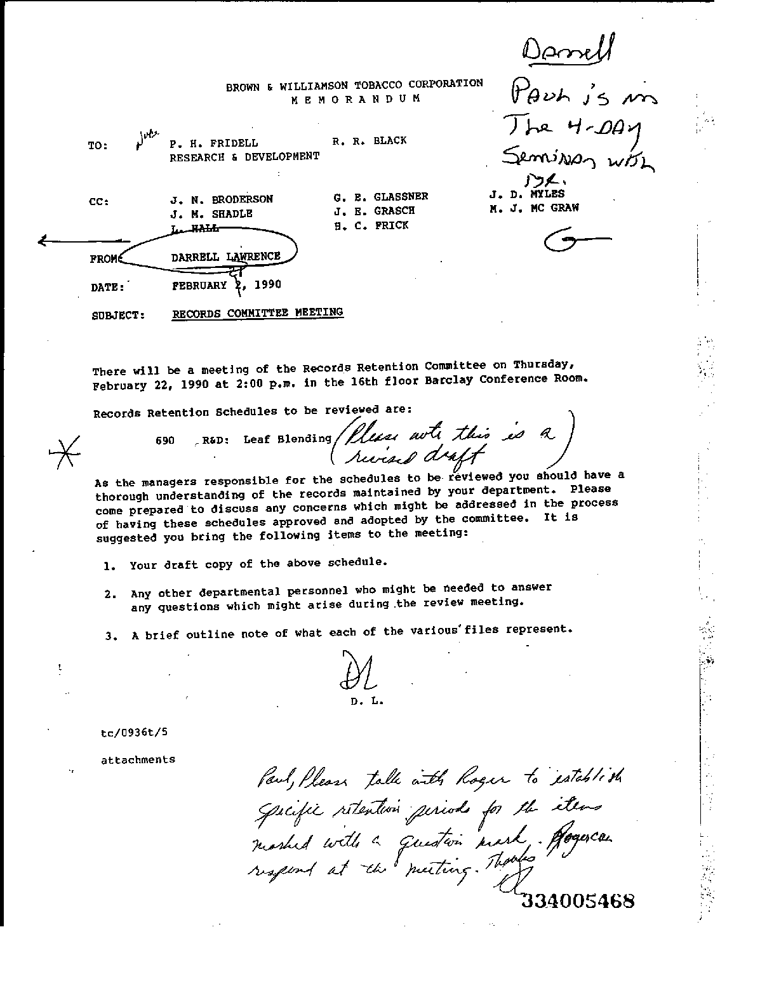 Darrell
BROWN & WILLIAMSON TOBACCO CORPORATION
M E M O R A N D U M
Paul is in
The 4-DAY
Seminar with
TO: P. H. FRIDELL R. R. BLACK
RESEARCH & DEVELOPMENT
CC: J. N. BRODERSON G. E. GLASSNER J. D. MYLES
J. M. SHADLE J. E. GRASCH M. J. MC GRAW
L. HALL H. C. FRICK
G
FROM: DARRELL LAWRENCE
DATE: FEBRUARY 2, 1990
SUBJECT: RECORDS COMMITTEE MEETING
There will be a meeting of the Records Retention Committee on Thursday,
February 22, 1990 at 2:00 p.m. in the 16th floor Barclay Conference Room.
Records Retention Schedules to be reviewed are:
690 R&D: Leaf Blending (Please note this is a
revised draft)
As the managers responsible for the schedules to be reviewed you should have a
thorough understanding of the records maintained by your department. Please
come prepared to discuss any concerns which might be addressed in the process
of having these schedules approved and adopted by the committee. It is
suggested you bring the following items to the meeting:
1. Your draft copy of the above schedule.
2. Any other departmental personnel who might be needed to answer
any questions which might arise during the review meeting.
3. A brief outline note of what each of the various files represent.
DL
D. L.
tc/0936t/5
attachments
Paul, Please talk with Roger to establish
specific retention periods for the items
marked with a question mark. Roger can
respond at the meeting. Thanks
334005468